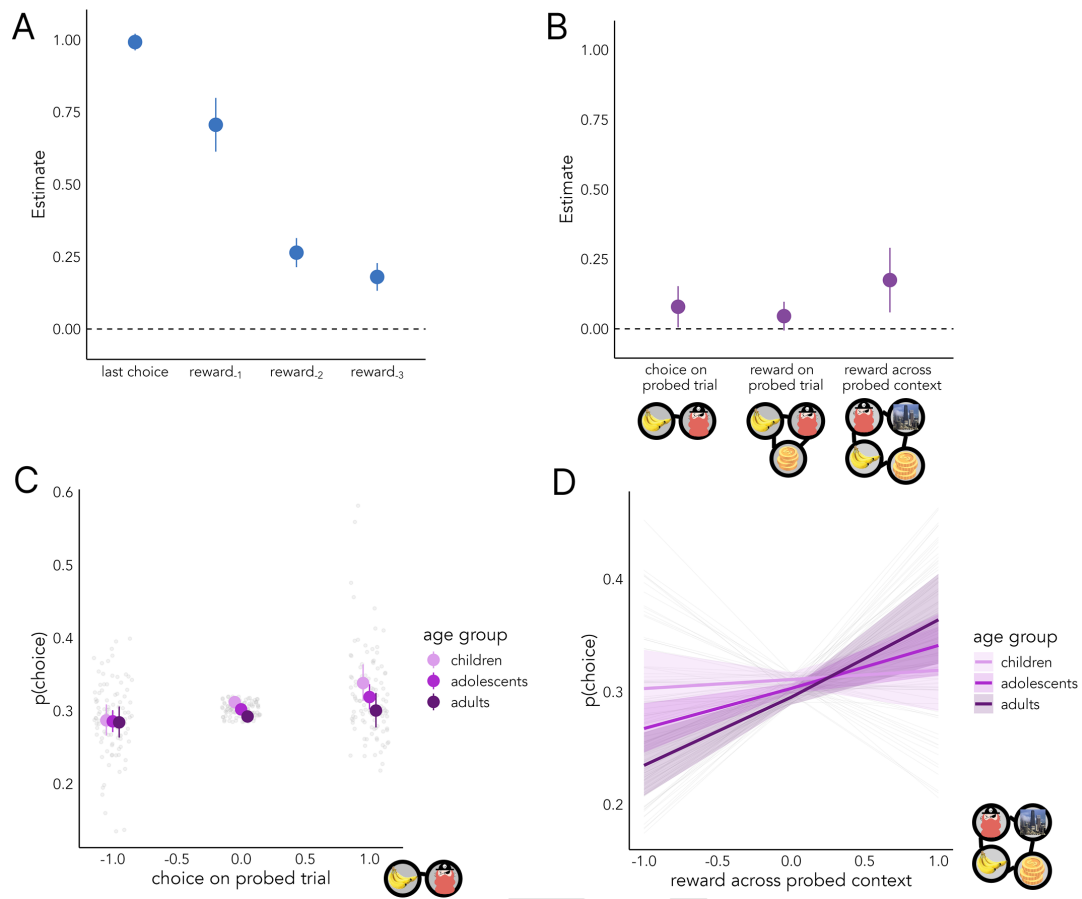 A
1.00
0.75
0.50
0.25
0.00
Estimate
last choice reward-1 reward-2 reward-3
B
1.00
0.75
0.50
0.25
0.00
Estimate
choice on probed trial
reward on probed trial
reward across probed context
C
0.6
0.5
0.4
0.3
0.2
p(choice)
-1.0 -0.5 0.0 0.5 1.0
choice on probed trial
age group
children
adolescents
adults
D
0.4
0.3
0.2
p(choice)
-1.0 -0.5 0.0 0.5 1.0
reward across probed context
age group
children
adolescents
adults